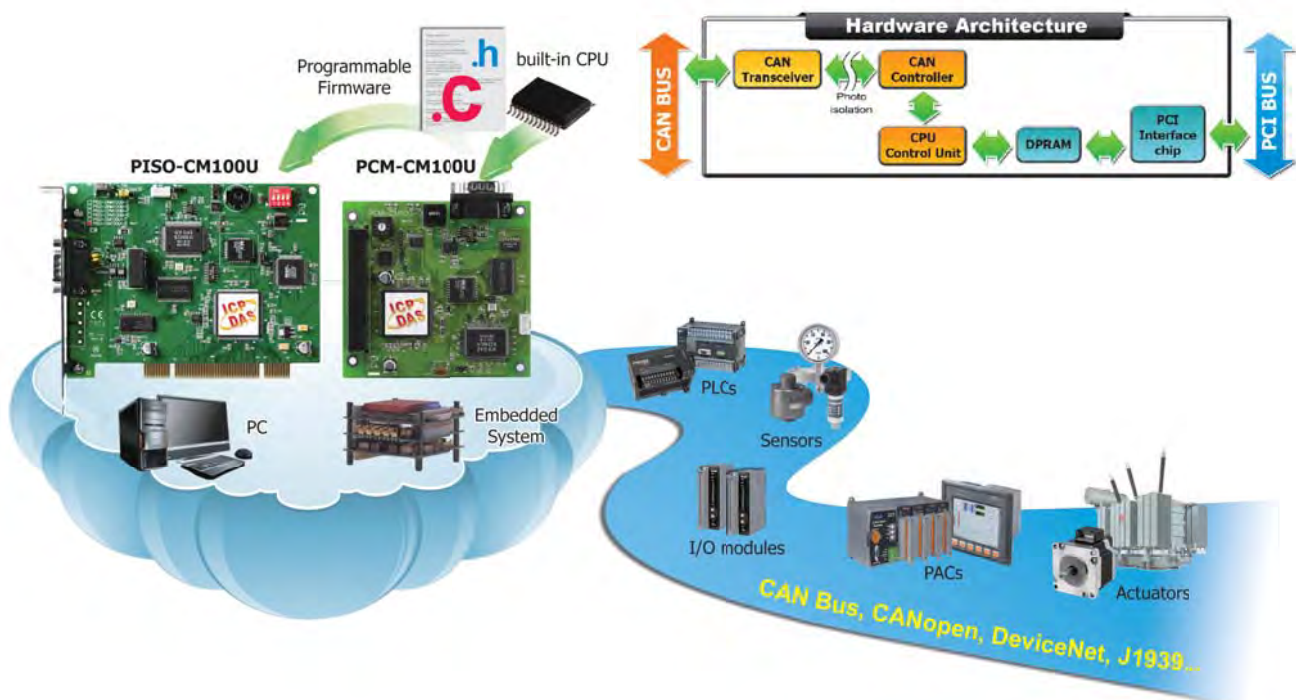 Programmable
Firmware
.h
.c
built-in CPU
PISO-CM100U
PCM-CM100U
ICP
DAS
ICP
DAS
PC
Embedded
System
Hardware Architecture
CAN BUS
CAN
Transceiver
Photo
isolation
CAN
Controller
CPU
Control Unit
DPRAM
PCI
Interface
chip
PCI BUS
PLCs
Sensors
I/O modules
PACs
Actuators
CAN Bus, CANopen, DeviceNet, J1939...